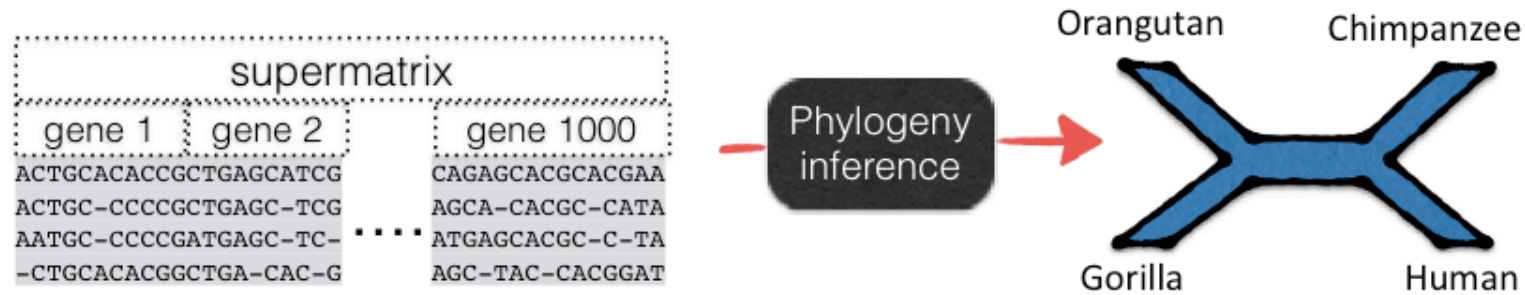 supermatrix
gene 1 gene 2 gene 1000
ACTGCACACCGCTGAGCATCG CAGAGCACGCACGAA
ACTGC-CCCCGCTGAGC-TCG AGCA-CACGC-CATA
AATGC-CCCCGATGAGC-TC- ATGAGCACGC-C-TA
-CTGCACACGGCTGA-CAC-G AGC-TAC-CACGGAT
....
Phylogeny
inference
Orangutan Chimpanzee
Gorilla Human